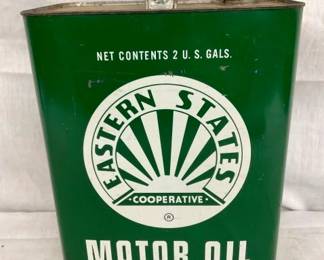 NET CONTENTS 2 U. S. GALS.
EASTERN STATES
· COOPERATIVE ·
®
MOTOR OIL